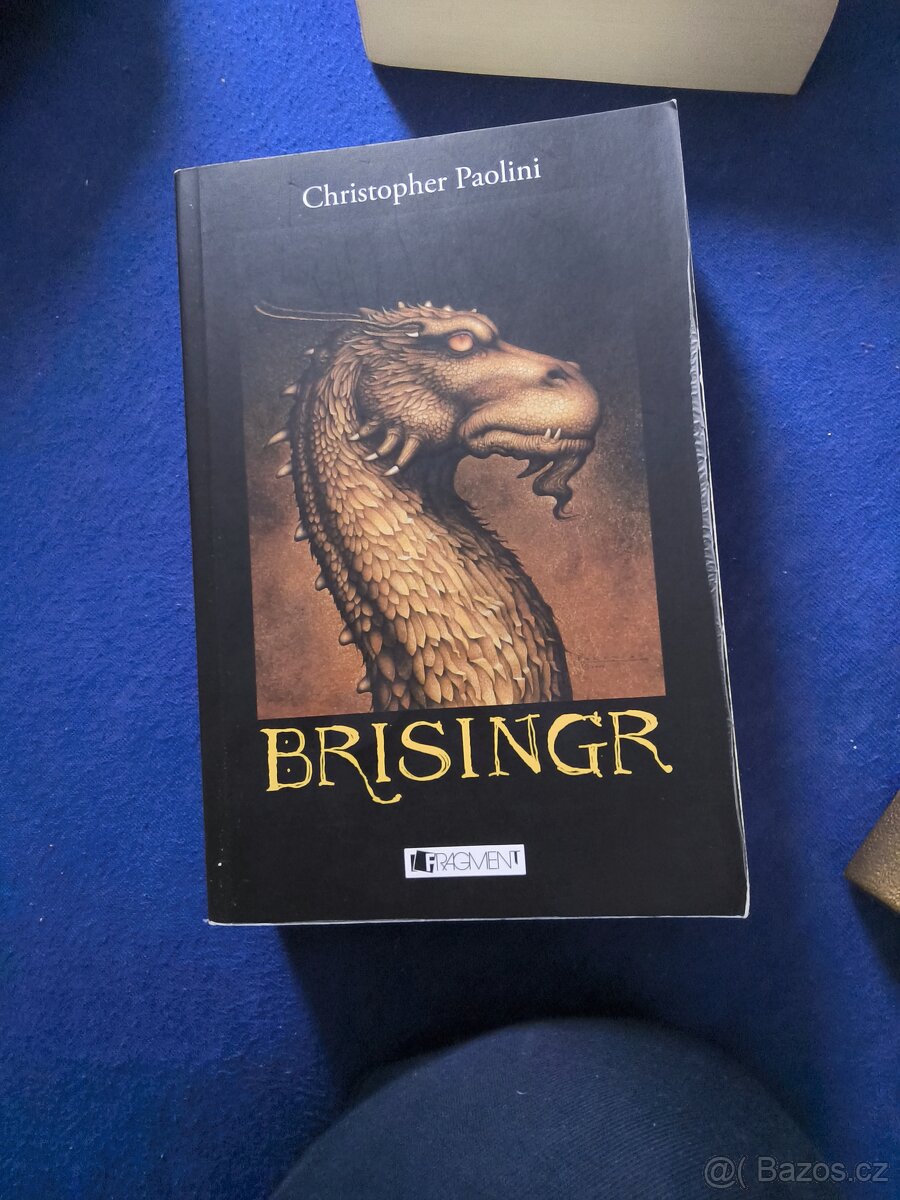 Christopher Paolini
BRISINGR
FRAGMENT
@( Bazos.cz